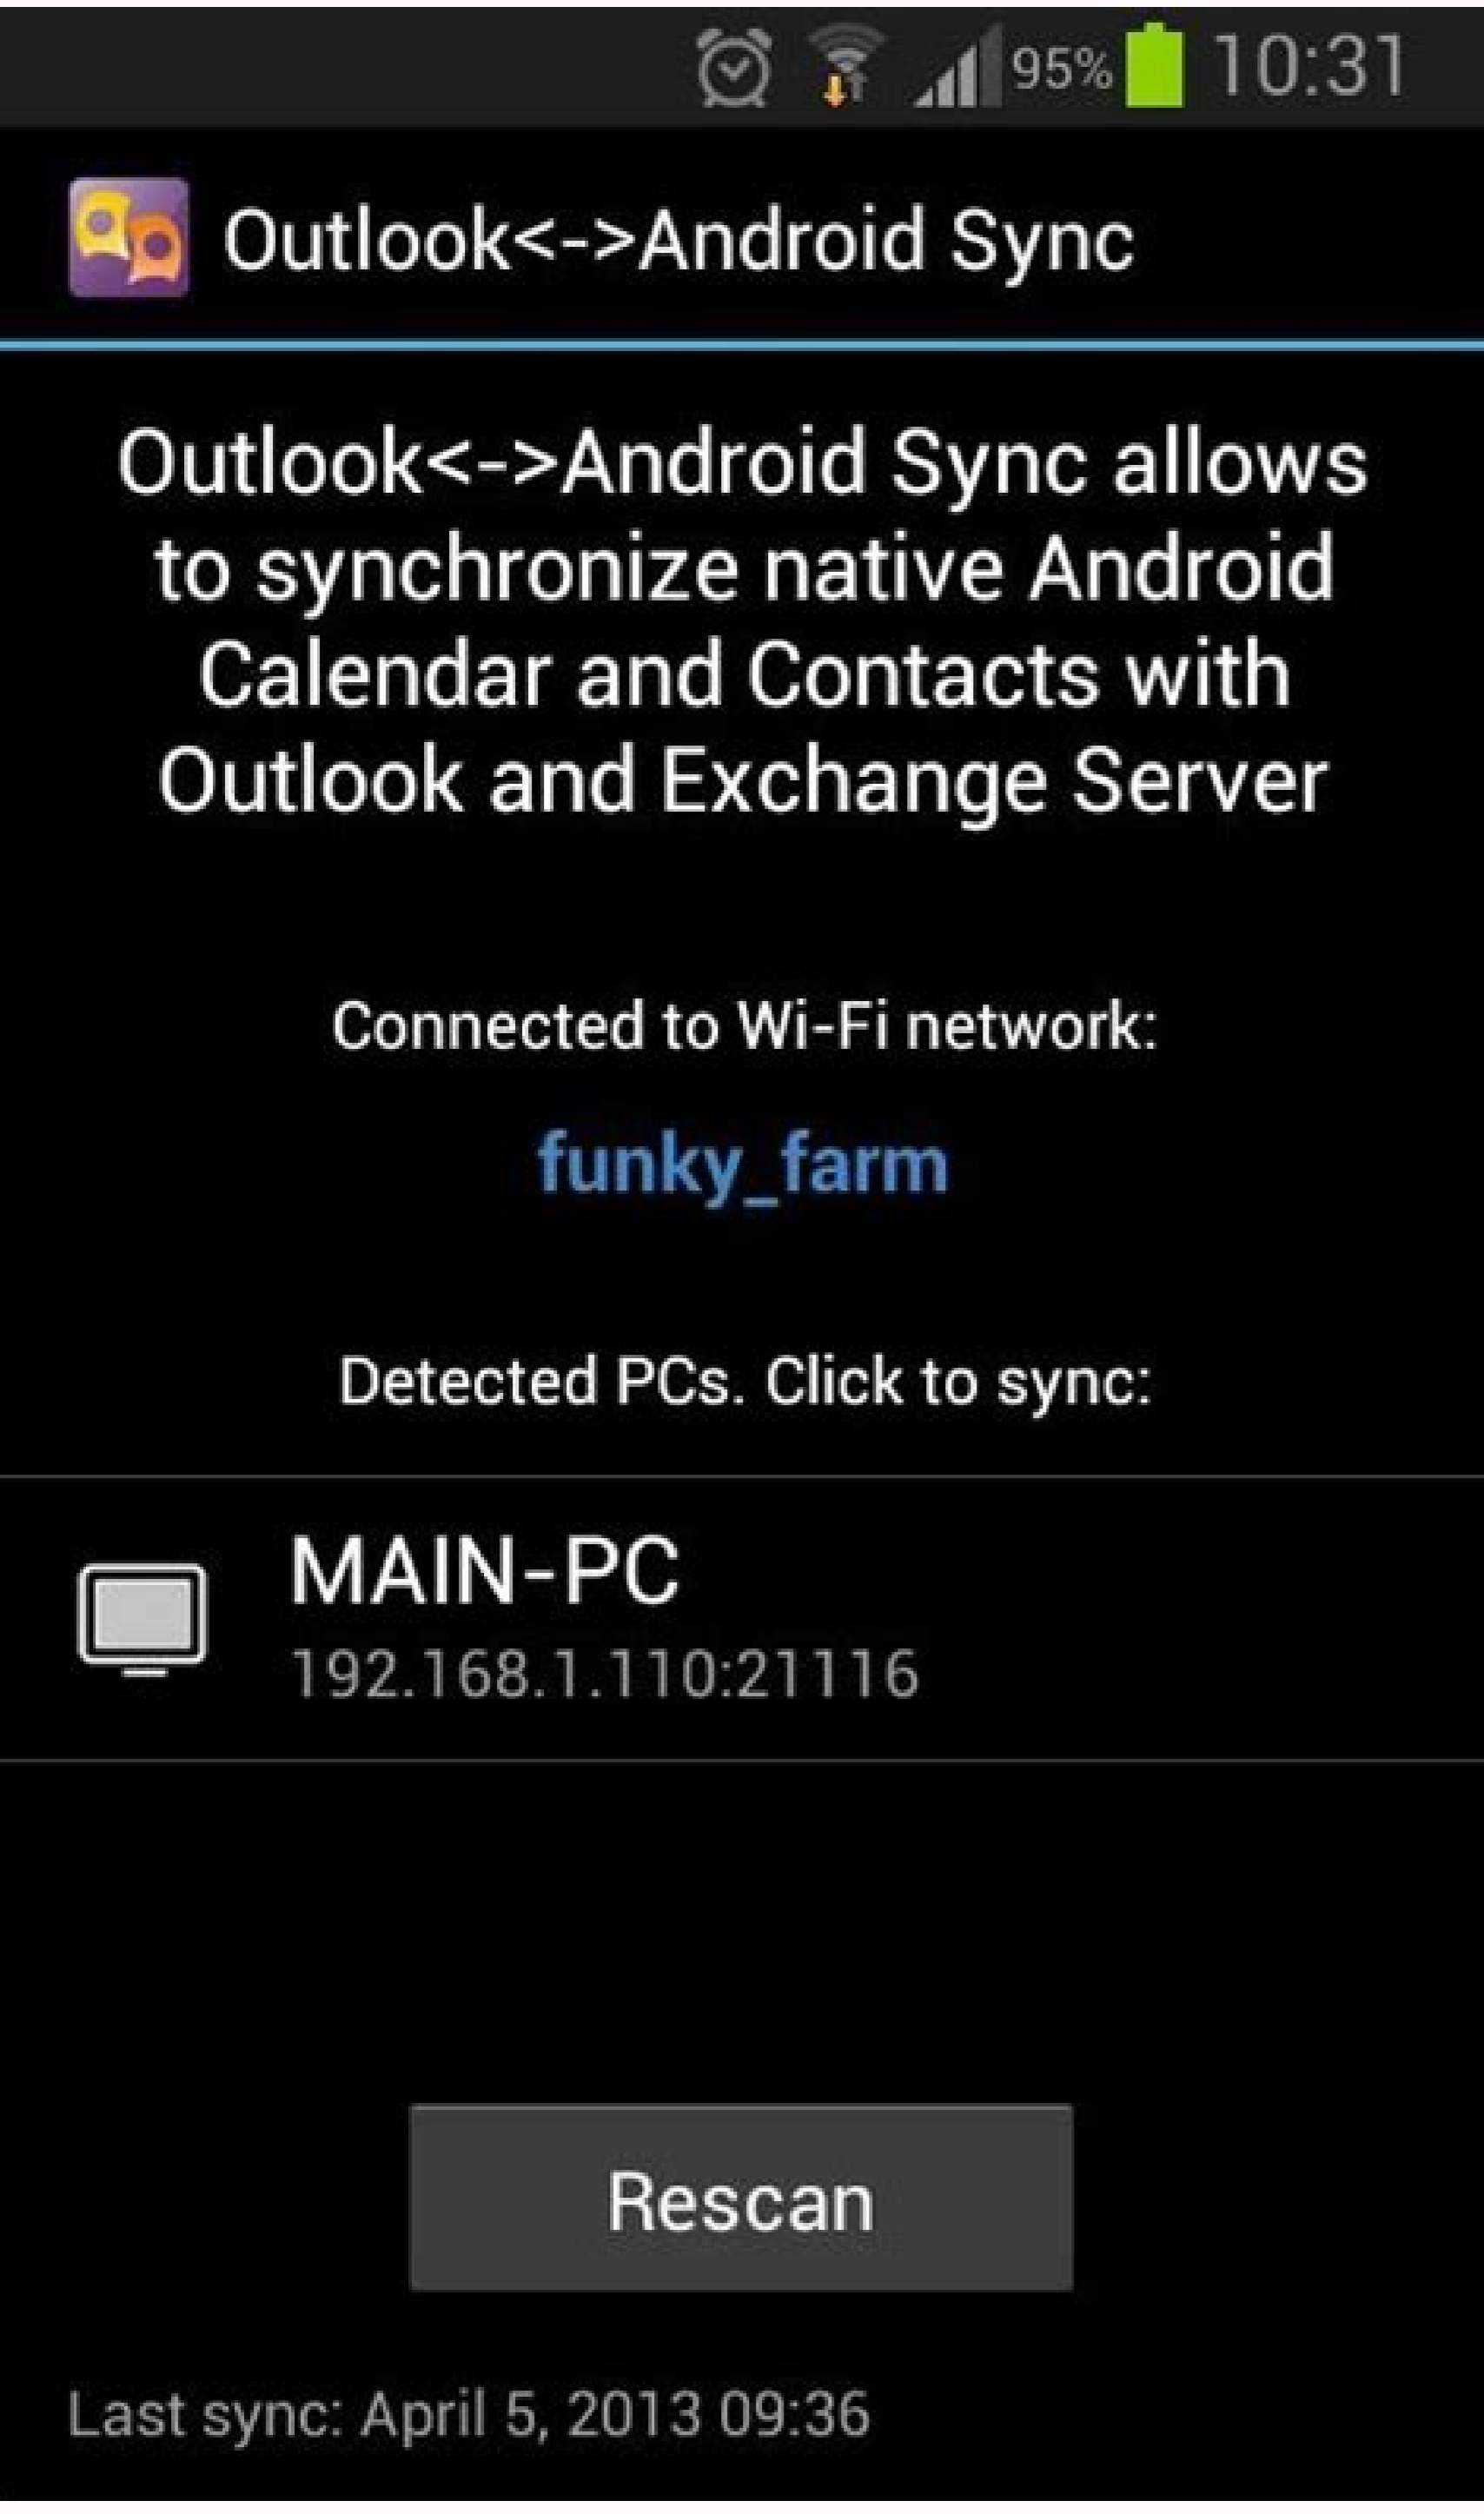 95% 10:31
Outlook<->Android Sync
Outlook<->Android Sync allows
to synchronize native Android
Calendar and Contacts with
Outlook and Exchange Server
Connected to Wi-Fi network:
funky_farm
Detected PCs. Click to sync:
MAIN-PC
192.168.1.110:21116
Rescan
Last sync: April 5, 2013 09:36